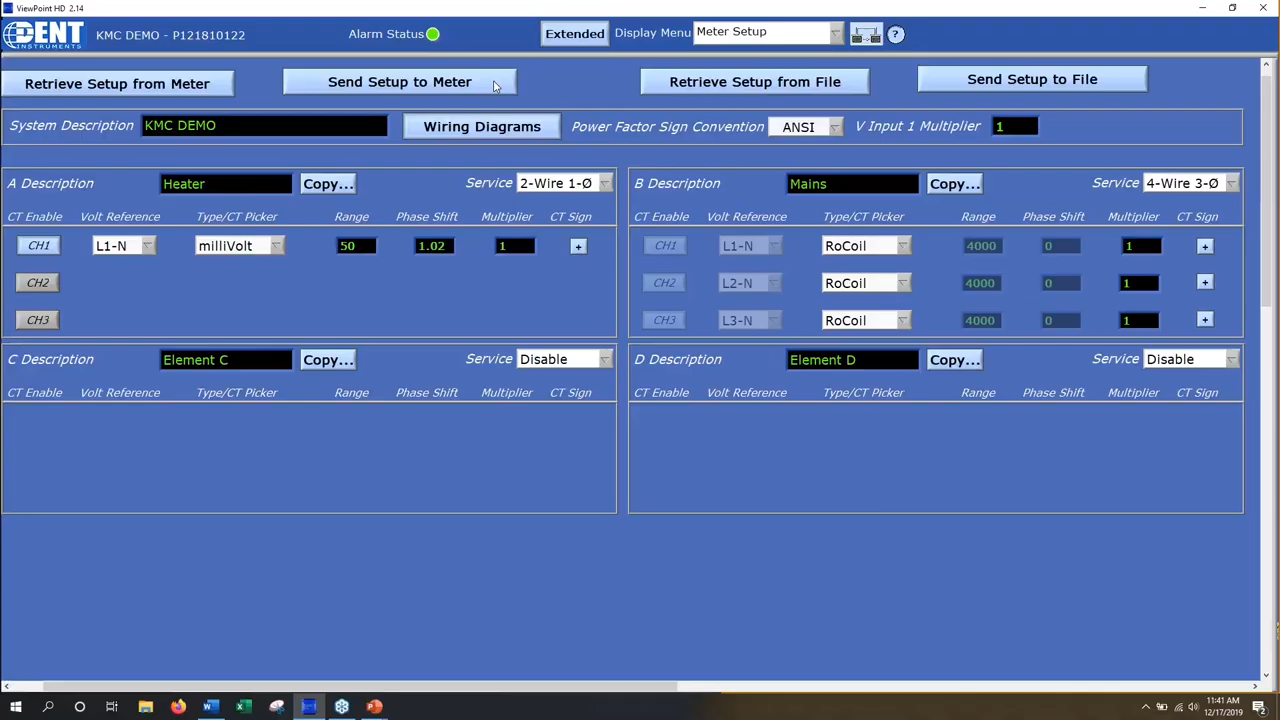 ViewPoint HD 2.14
DENT INSTRUMENTS
KMC DEMO - P121810122
Alarm Status
Extended
Display Menu
Meter Setup
?
Retrieve Setup from Meter
Send Setup to Meter
Retrieve Setup from File
Send Setup to File
System Description
KMC DEMO
Wiring Diagrams
Power Factor Sign Convention
ANSI
V Input 1 Multiplier
1
A Description
Heater
Copy...
Service
2-Wire 1-Ø
CT Enable Volt Reference Type/CT Picker Range Phase Shift Multiplier CT Sign
CH1 L1-N milliVolt 50 1.02 1 +
CH2
CH3
B Description
Mains
Copy...
Service
4-Wire 3-Ø
CT Enable Volt Reference Type/CT Picker Range Phase Shift Multiplier CT Sign
CH1 L1-N RoCoil 4000 0 1 +
CH2 L2-N RoCoil 4000 0 1 +
CH3 L3-N RoCoil 4000 0 1 +
C Description
Element C
Copy...
Service
Disable
CT Enable Volt Reference Type/CT Picker Range Phase Shift Multiplier CT Sign
D Description
Element D
Copy...
Service
Disable
CT Enable Volt Reference Type/CT Picker Range Phase Shift Multiplier CT Sign
11:41 AM
12/17/2019
2